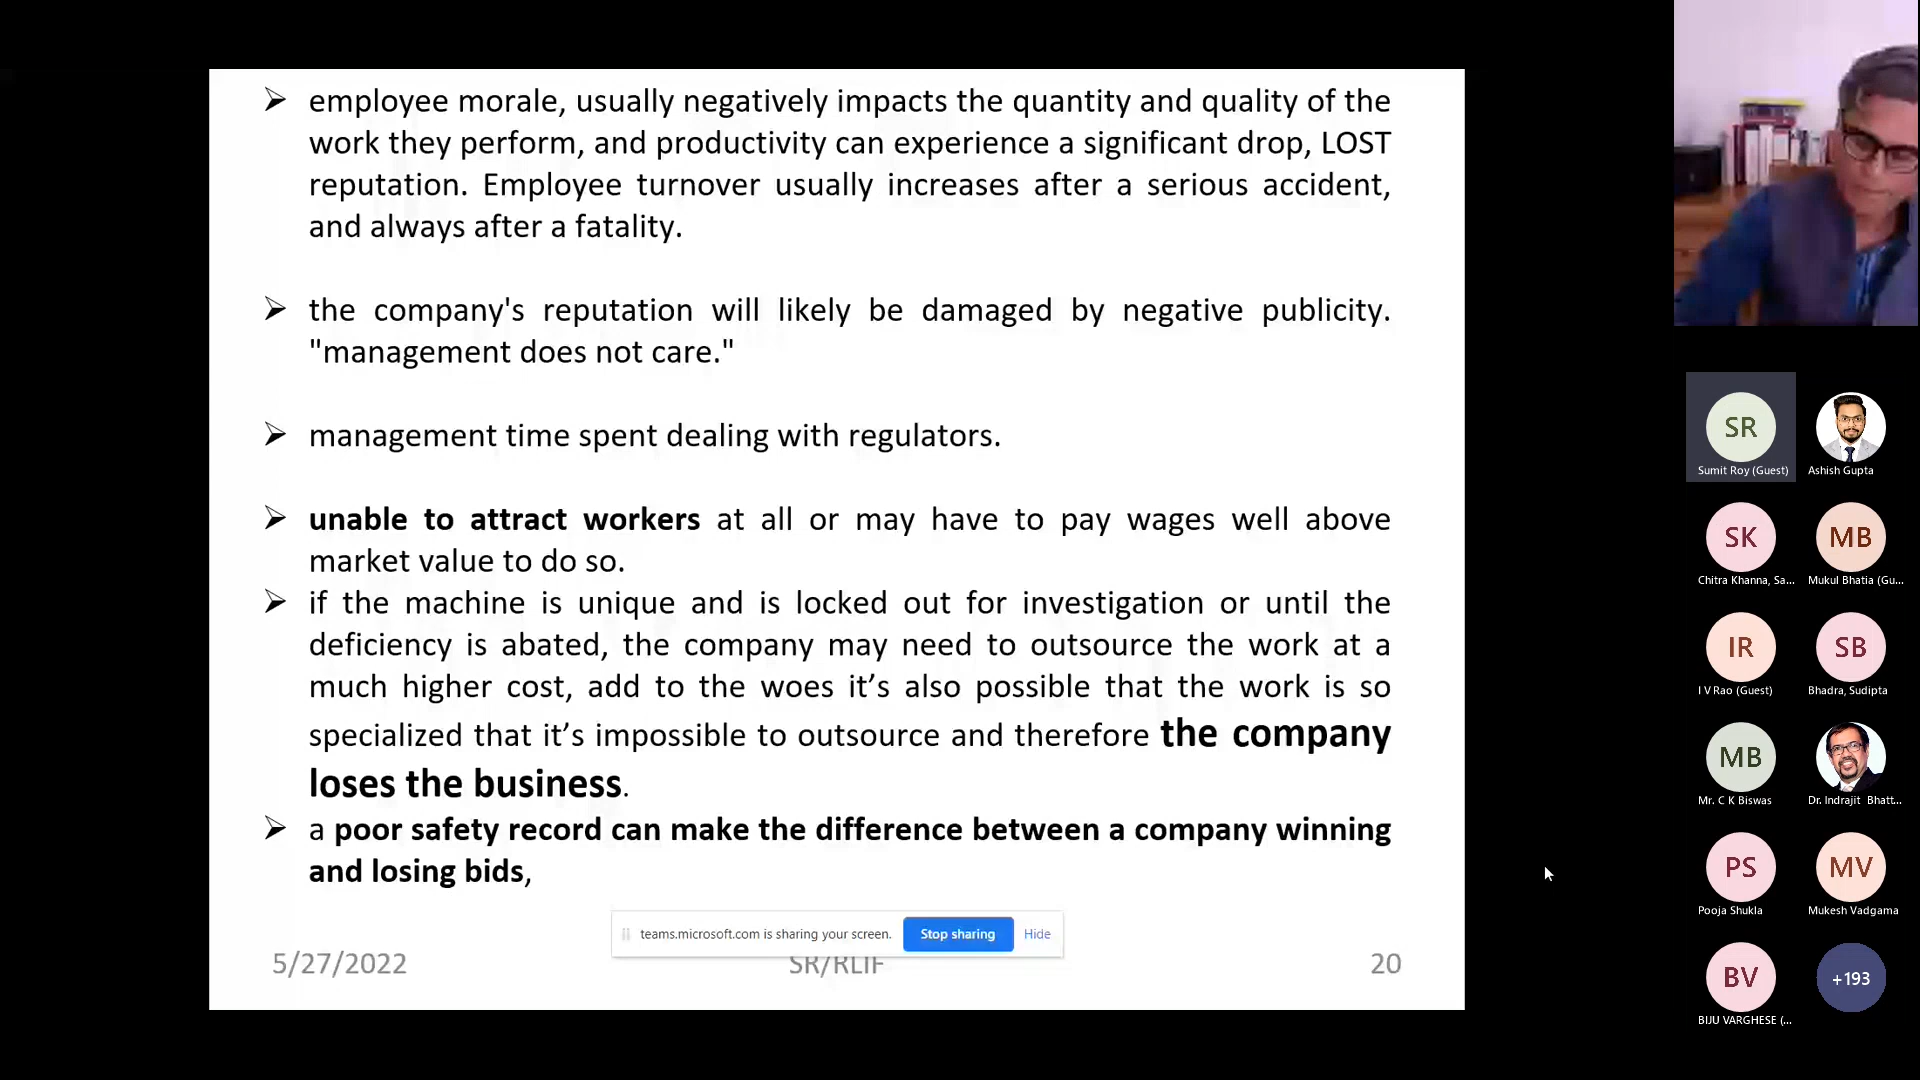 employee morale, usually negatively impacts the quantity and quality of the
work they perform, and productivity can experience a significant drop, LOST
reputation. Employee turnover usually increases after a serious accident,
and always after a fatality.
the company's reputation will likely be damaged by negative publicity.
"management does not care."
management time spent dealing with regulators.
unable to attract workers at all or may have to pay wages well above
market value to do so.
if the machine is unique and is locked out for investigation or until the
deficiency is abated, the company may need to outsource the work at a
much higher cost, add to the woes it’s also possible that the work is so
specialized that it’s impossible to outsource and therefore the company
loses the business.
a poor safety record can make the difference between a company winning
and losing bids,
teams.microsoft.com is sharing your screen. Stop sharing Hide
5/27/2022 SR/RLIF 20
SR
Sumit Roy (Guest) Ashish Gupta
SK MB
Chitra Khanna, Sa... Mukul Bhatia (Gu...
IR SB
I V Rao (Guest) Bhadra, Sudipta
MB
Mr. C K Biswas Dr. Indrajit Bhatt...
PS MV
Pooja Shukla Mukesh Vadgama
BV +193
BIJU VARGHESE (...